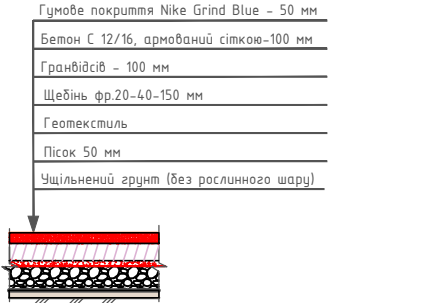 Гумове покриття Nike Grind Blue - 50 мм
Бетон С 12/16, армований сіткою-100 мм
Гранвідсів - 100 мм
Щебінь фр.20-40-150 мм
Геотекстиль
Пісок 50 мм
Ущільнений грунт (без рослинного шару)